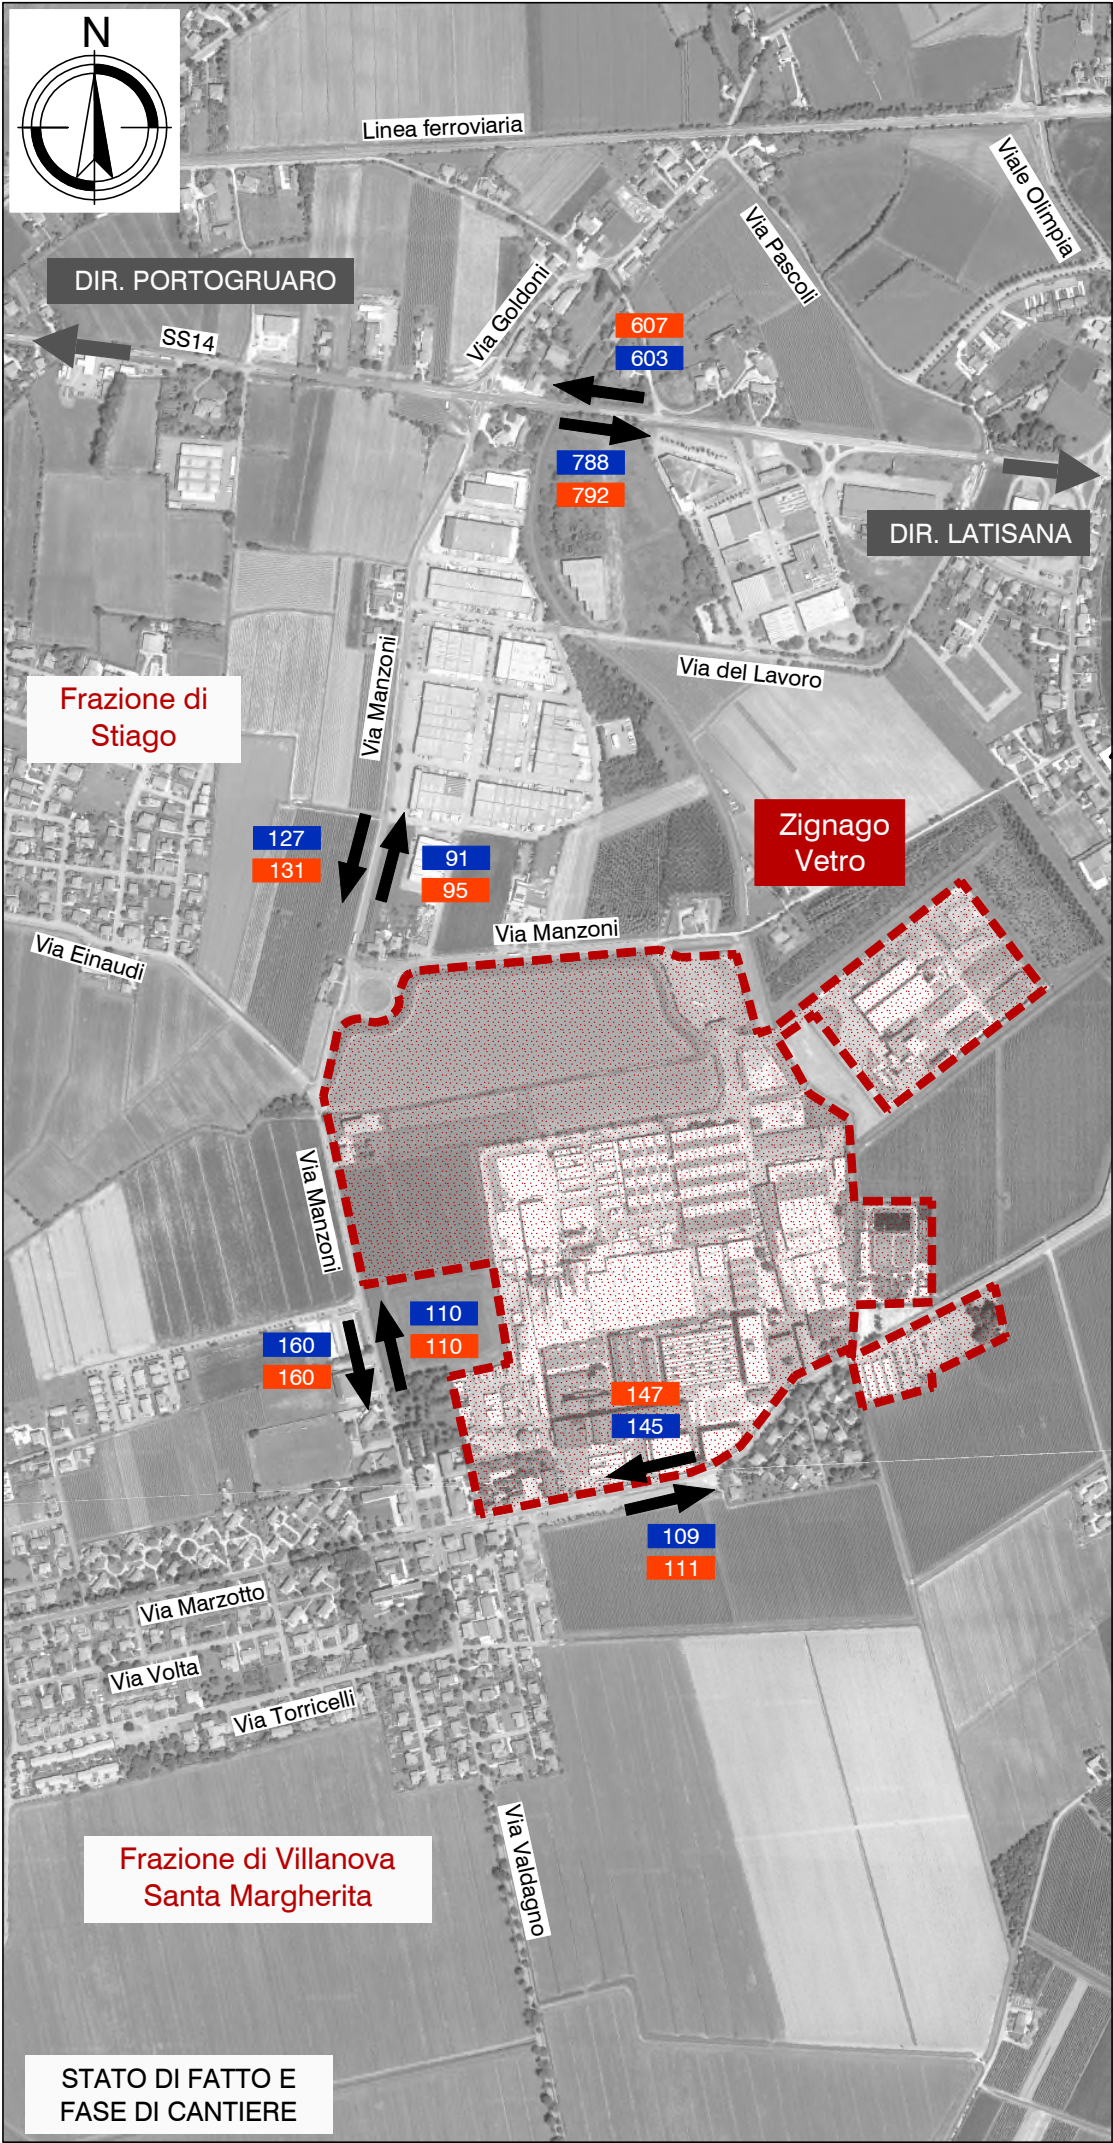 N
Linea ferroviaria
Viale Olimpia
Via Pascoli
DIR. PORTOGRUARO
Via Goldoni
SS14
607
603
788
792
DIR. LATISANA
Via Manzoni
Via del Lavoro
Frazione di
Stiago
Zignago
Vetro
127
131
91
95
Via Manzoni
Via Einaudi
Via Manzoni
110
110
160
160
147
145
109
111
Via Marzotto
Via Volta
Via Torricelli
Via Valdagno
Frazione di Villanova
Santa Margherita
STATO DI FATTO E
FASE DI CANTIERE